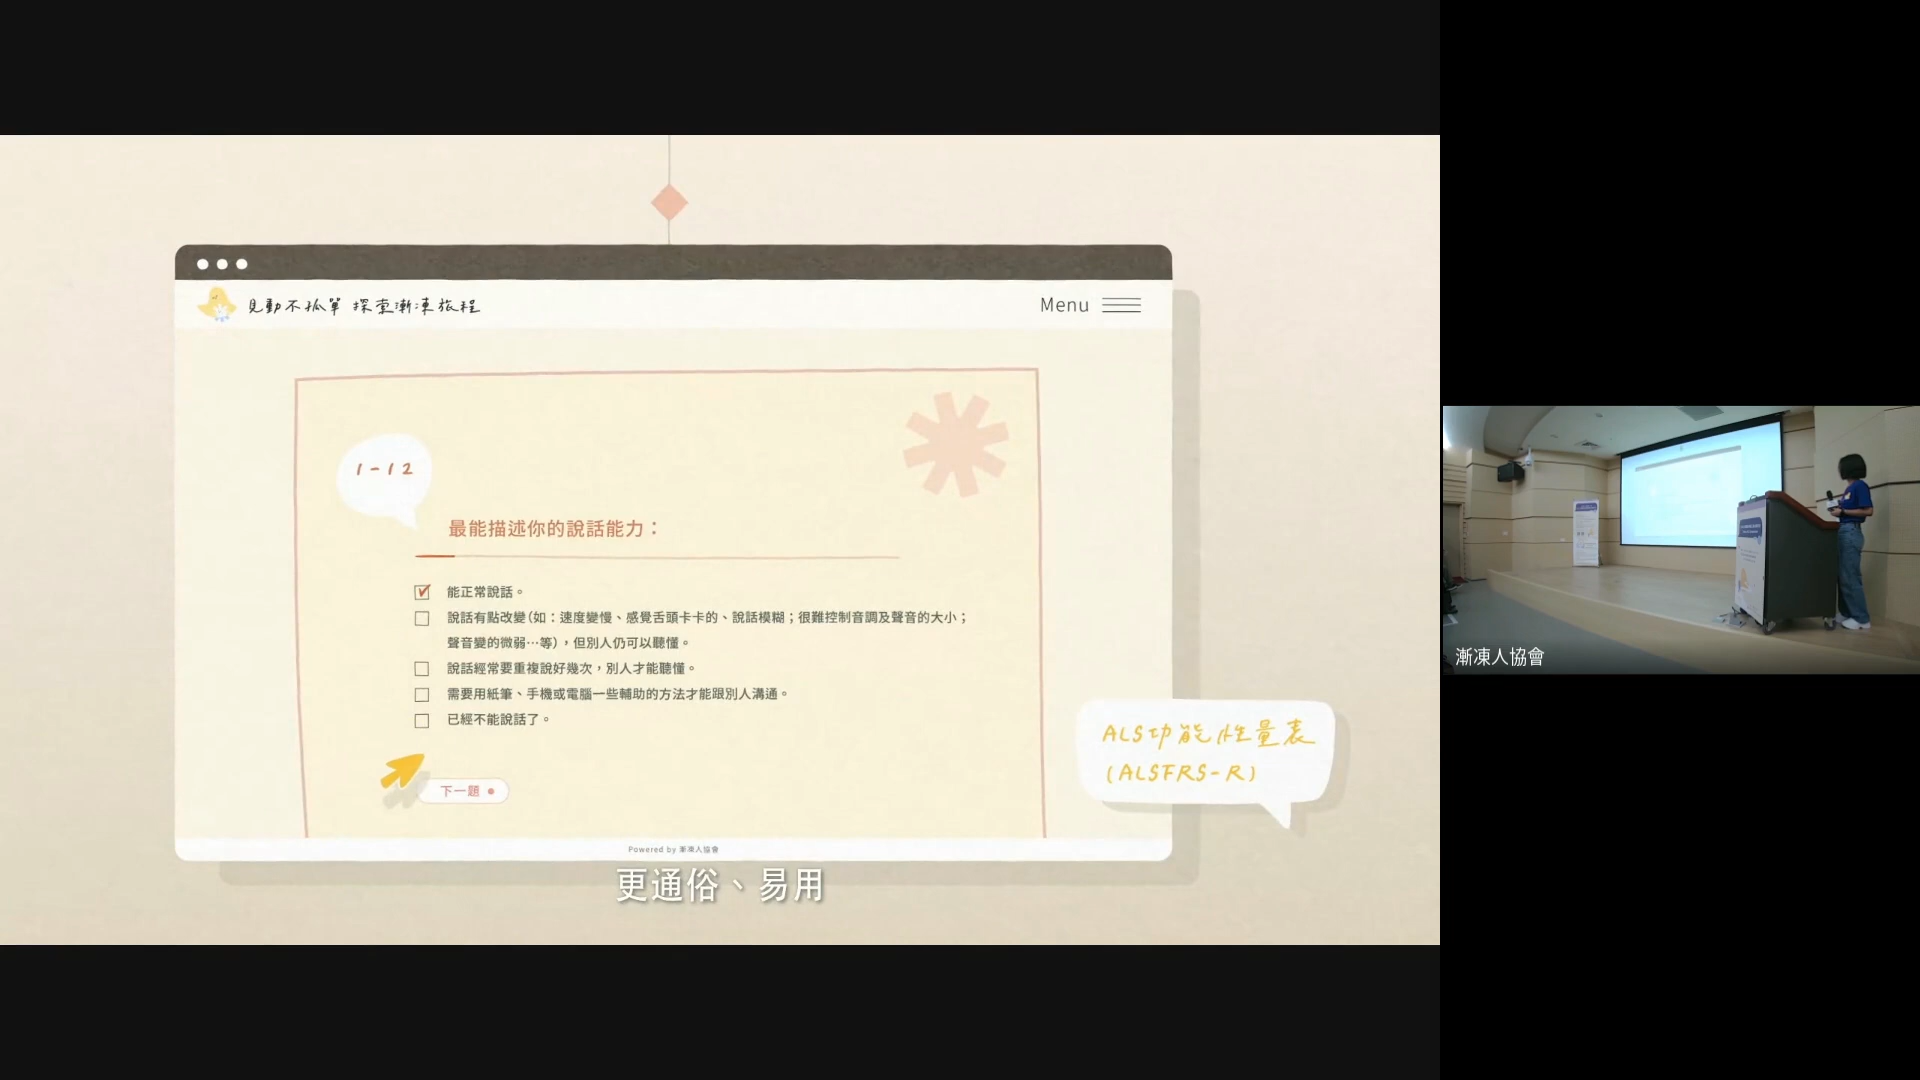 見動不孤單 探索漸凍旅程
Menu
1-12
最能描述你的說話能力：
能正常說話。
說話有點改變(如：速度變慢、感覺舌頭卡卡的、說話模糊；很難控制音調及聲音的大小；
聲音變的微弱…等)，但別人仍可以聽懂。
說話經常要重複說好幾次，別人才能聽懂。
需要用紙筆、手機或電腦一些輔助的方法才能跟別人溝通。
已經不能說話了。
下一題
ALS功能性量表
(ALSFRS-R)
Powered by 漸凍人協會
更通俗、易用
漸凍人協會